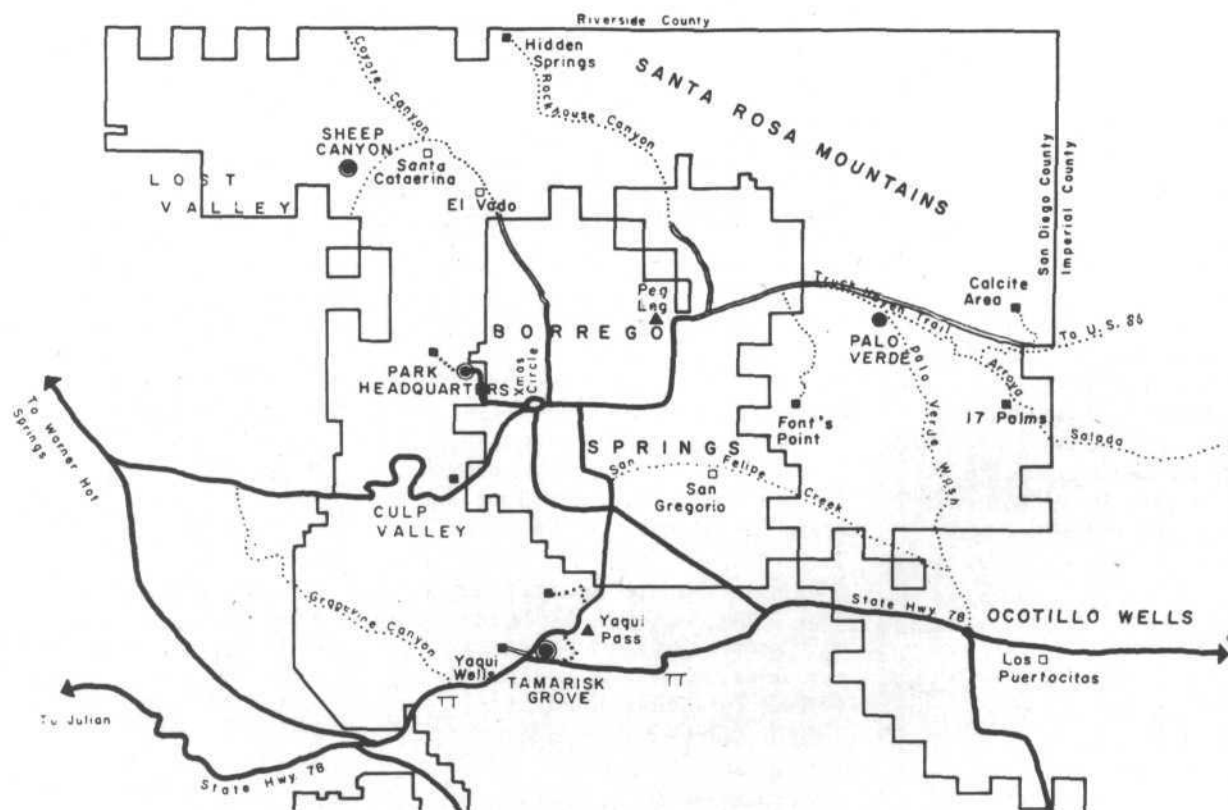 Riverside County
Hidden
Springs
SANTA ROSA MOUNTAINS
Coyote Canyon
Rock
House Canyon
SHEEP
CANYON
Santa
Cataerina
LOST
VALLEY
El Vado
San Diego County
Imperial County
Calcite
Area
Truck Haven Trail
To U.S. 86
Peg
Leg
BORREGO
PALO
VERDE
PARK
HEADQUARTERS
Xmas
Circle
Palo Verde Wash
Arroyo
17 Palms
Salada
Font's
Point
To Warner Hot
Springs
SPRINGS
San Felipe Creek
San
Gregorio
CULP
VALLEY
Grapevine Canyon
State Hwy 78
OCOTILLO WELLS
Yaqui
Pass
Yaqui
Wells
Los
Puertocitos
TAMARISK
GROVE
To Julian
State Hwy 78